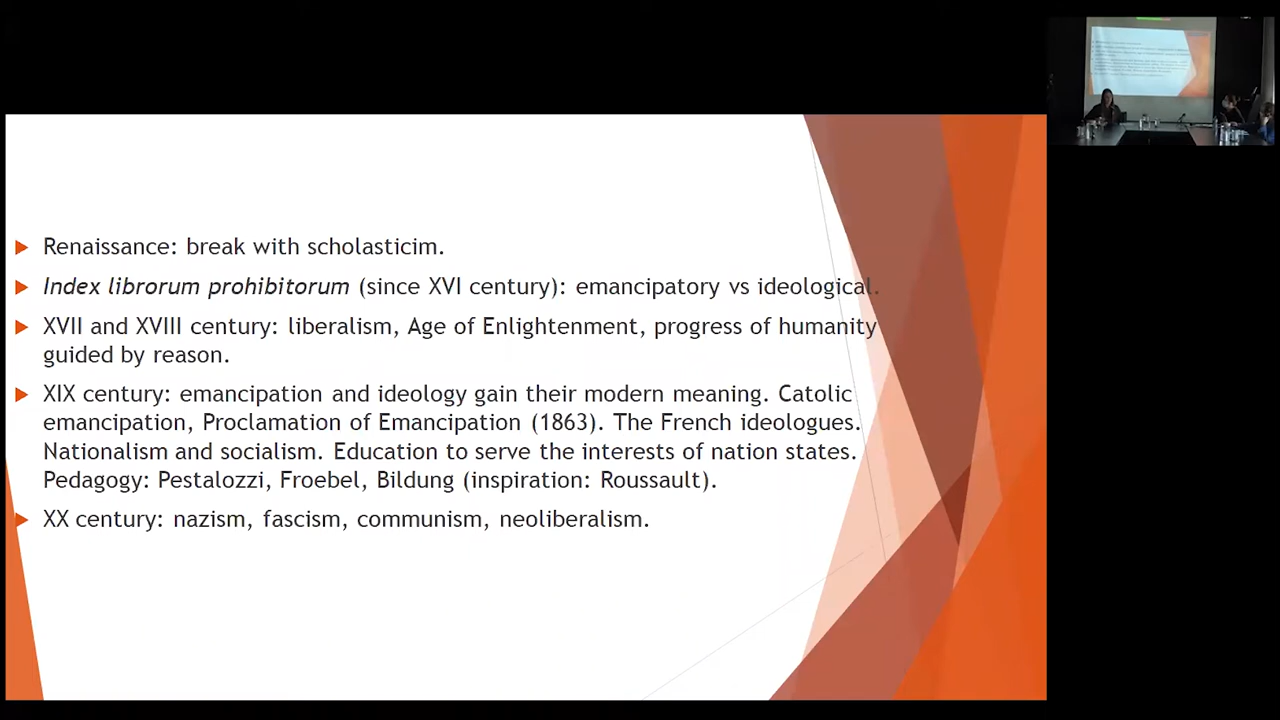 Renaissance: break with scholasticim.
Index librorum prohibitorum (since XVI century): emancipatory vs ideological.
XVII and XVIII century: liberalism, Age of Enlightenment, progress of humanity
guided by reason.
XIX century: emancipation and ideology gain their modern meaning. Catolic
emancipation, Proclamation of Emancipation (1863). The French ideologues.
Nationalism and socialism. Education to serve the interests of nation states.
Pedagogy: Pestalozzi, Froebel, Bildung (inspiration: Roussault).
XX century: nazism, fascism, communism, neoliberalism.